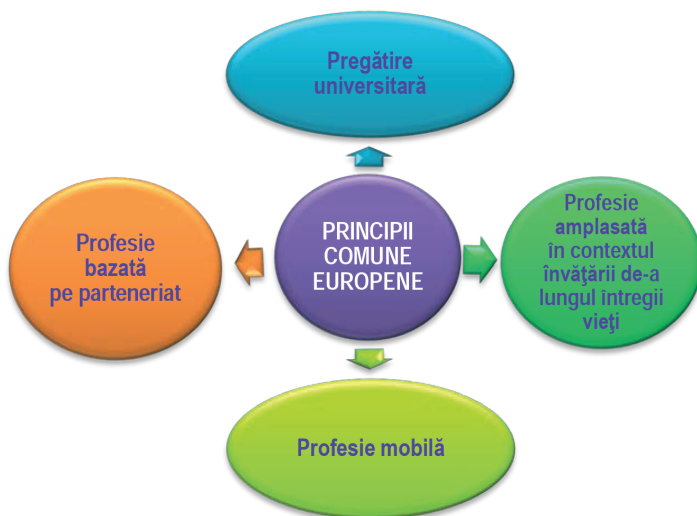 Pregătire
universitară
Profesie
bazată
pe parteneriat
PRINCIPII
COMUNE
EUROPENE
Profesie
amplasată
în contextul
învăţării de-a
lungul întregii
vieţi
Profesie mobilă